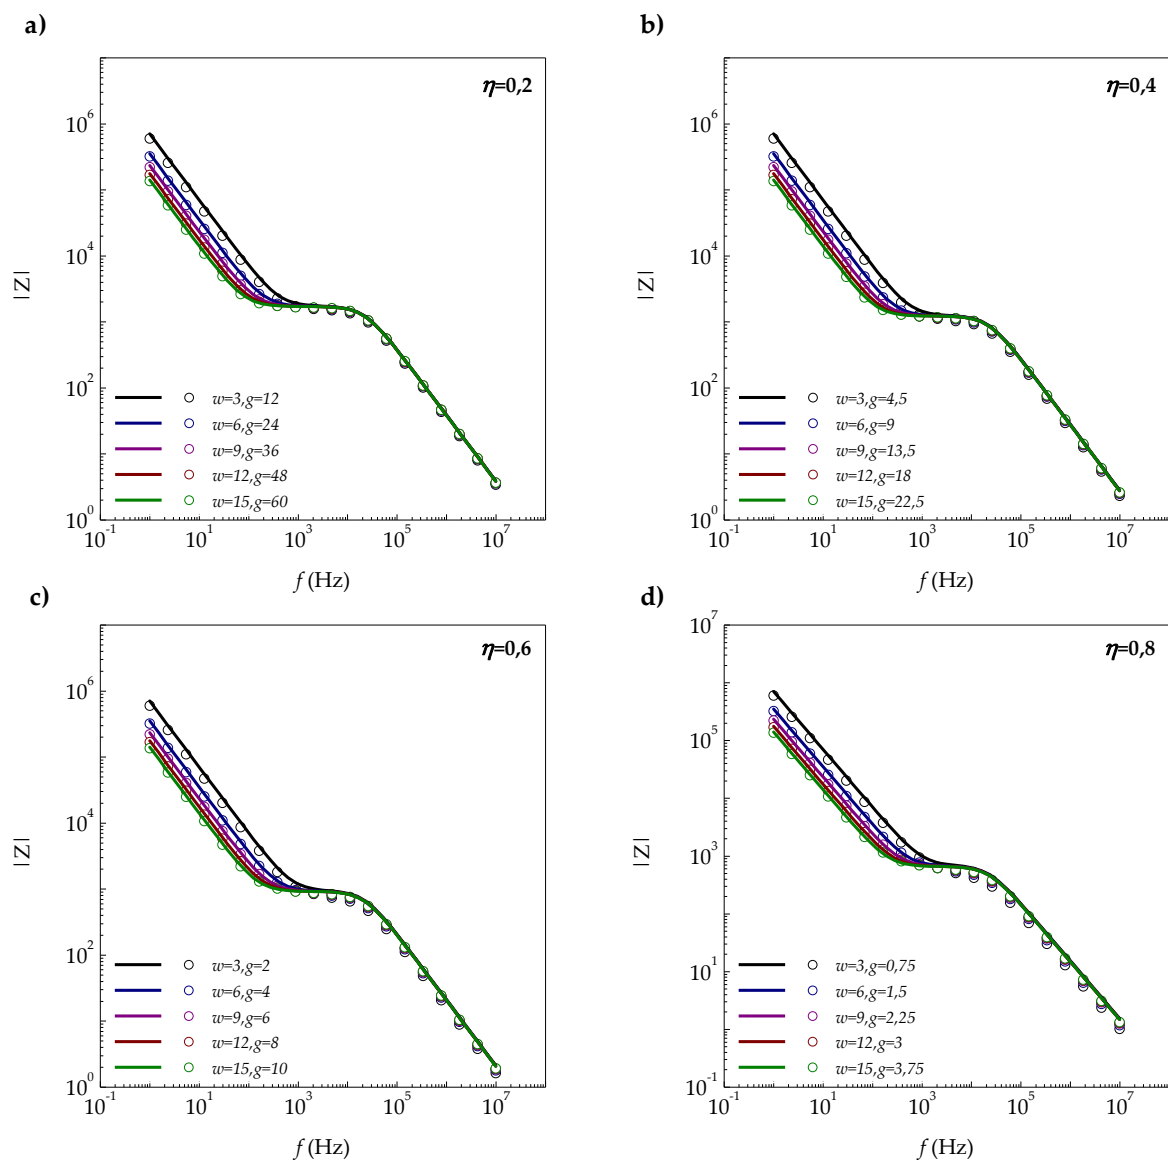 a)
η=0,2
10^6
10^4
10^2
10^0
|Z|
w=3,g=12
w=6,g=24
w=9,g=36
w=12,g=48
w=15,g=60
10^-1
10^1
10^3
10^5
10^7
f (Hz)
b)
η=0,4
10^6
10^4
10^2
10^0
|Z|
w=3,g=4,5
w=6,g=9
w=9,g=13,5
w=12,g=18
w=15,g=22,5
10^-1
10^1
10^3
10^5
10^7
f (Hz)
c)
η=0,6
10^6
10^4
10^2
10^0
|Z|
w=3,g=2
w=6,g=4
w=9,g=6
w=12,g=8
w=15,g=10
10^-1
10^1
10^3
10^5
10^7
f (Hz)
d)
η=0,8
10^7
10^5
10^3
10^1
10^-1
|Z|
w=3,g=0,75
w=6,g=1,5
w=9,g=2,25
w=12,g=3
w=15,g=3,75
10^-1
10^1
10^3
10^5
10^7
f (Hz)